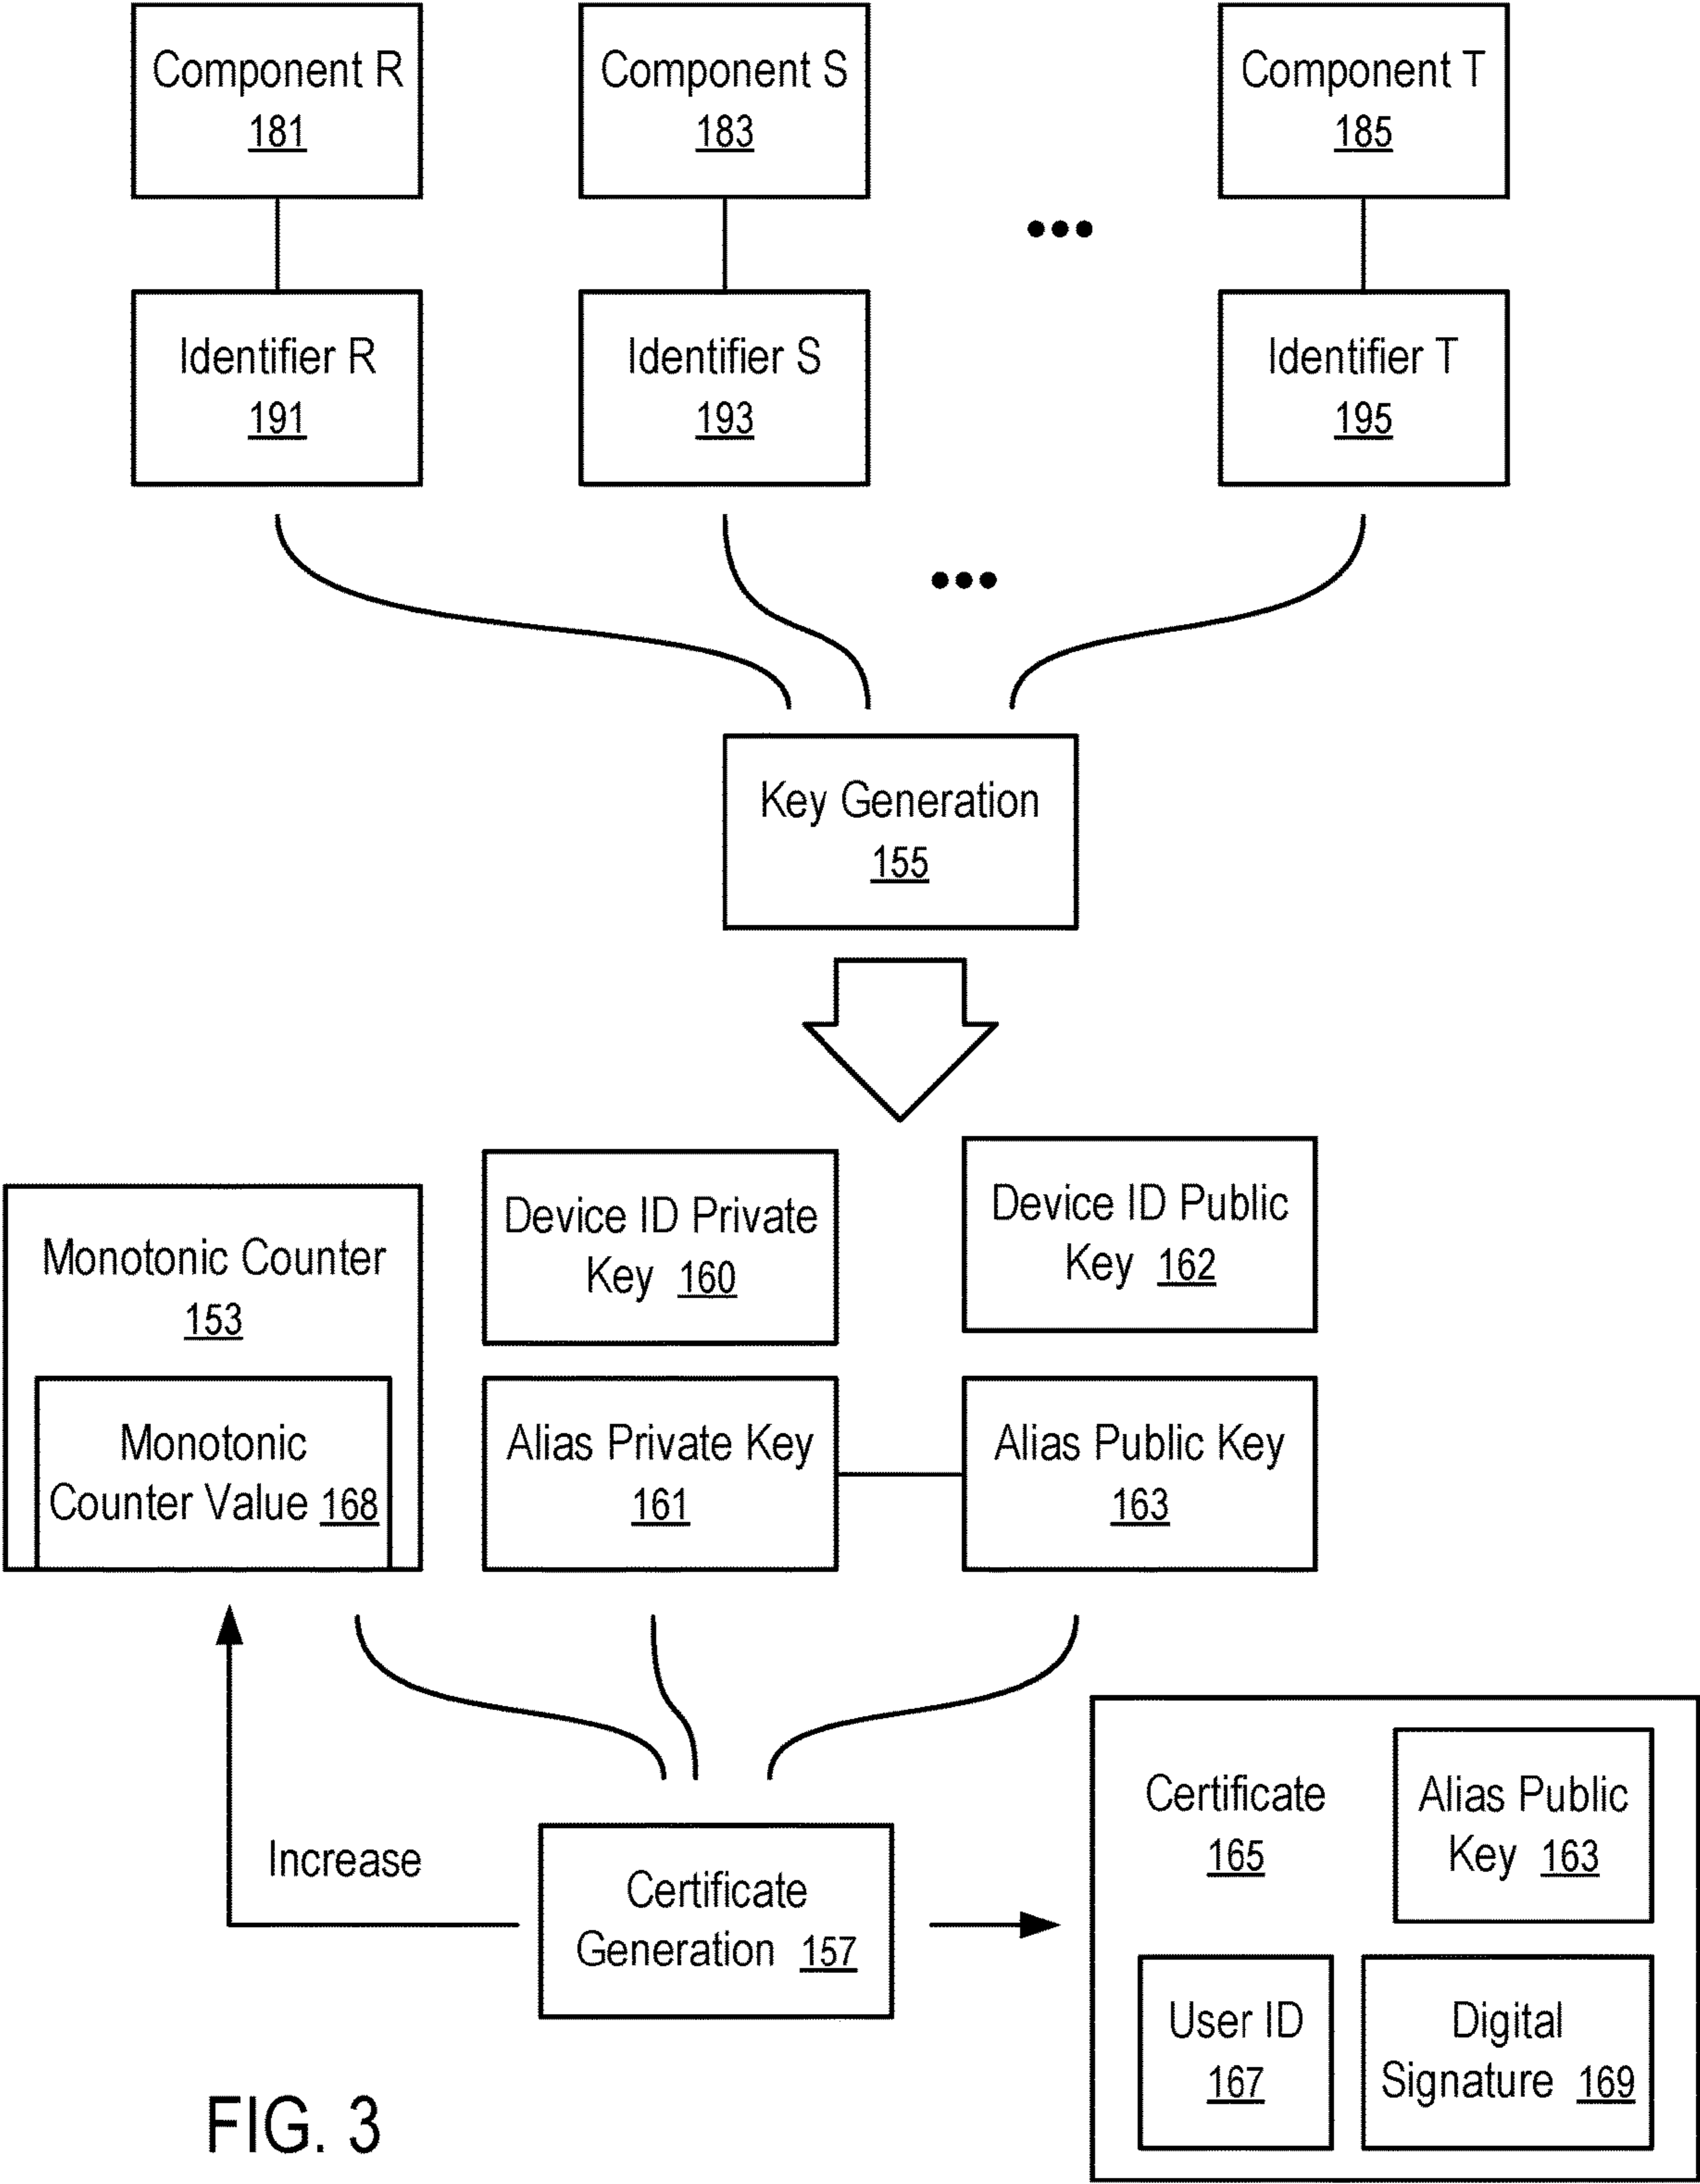 Component R
181
Component S
183
Component T
185
Identifier R
191
Identifier S
193
Identifier T
195
Key Generation
155
Monotonic Counter
153
Monotonic
Counter Value 168
Device ID Private
Key 160
Device ID Public
Key 162
Alias Private Key
161
Alias Public Key
163
Increase
Certificate
Generation 157
Certificate
165
Alias Public
Key 163
User ID
167
Digital
Signature 169
FIG. 3